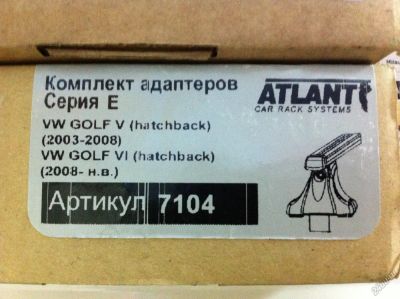 Комплект адаптеров
Серия E
VW GOLF V (hatchback)
(2003-2008)
VW GOLF VI (hatchback)
(2008- н.в.)
Артикул 7104
ATLANT
CAR RACK SYSTEMS